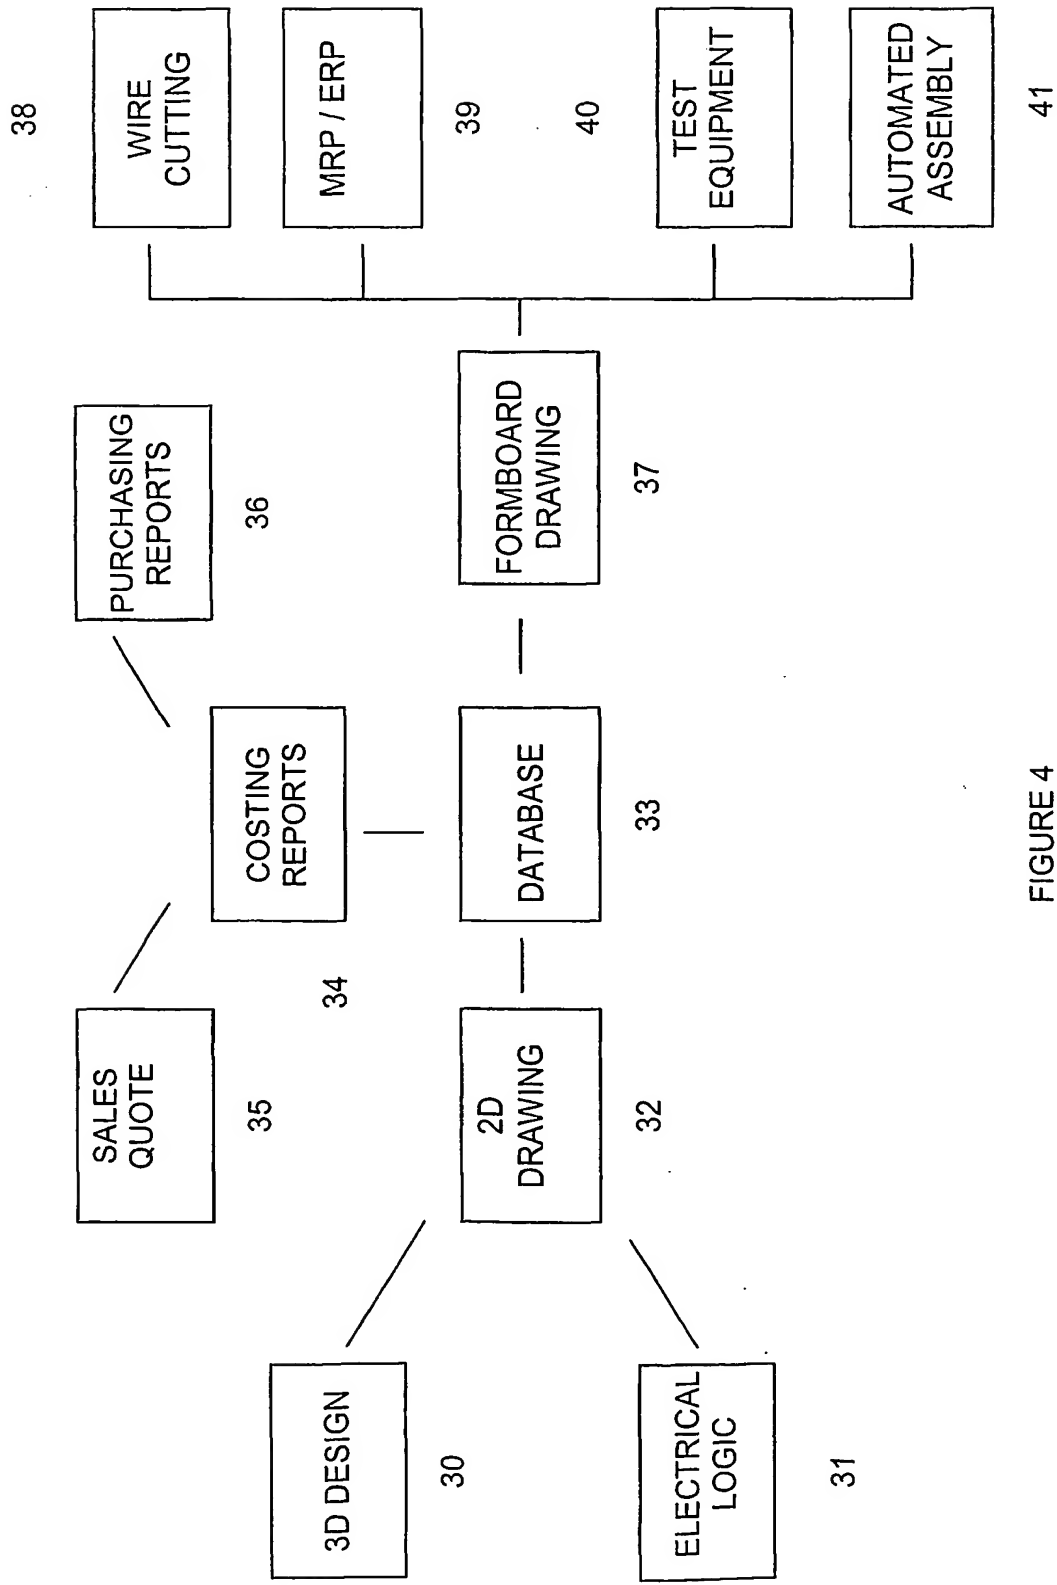 SALES
QUOTE
35
PURCHASING
REPORTS
36
38
WIRE
CUTTING
COSTING
REPORTS
34
MRP / ERP
39
3D DESIGN
30
2D
DRAWING
32
DATABASE
33
FORMBOARD
DRAWING
37
40
TEST
EQUIPMENT
ELECTRICAL
LOGIC
31
AUTOMATED
ASSEMBLY
41
FIGURE 4